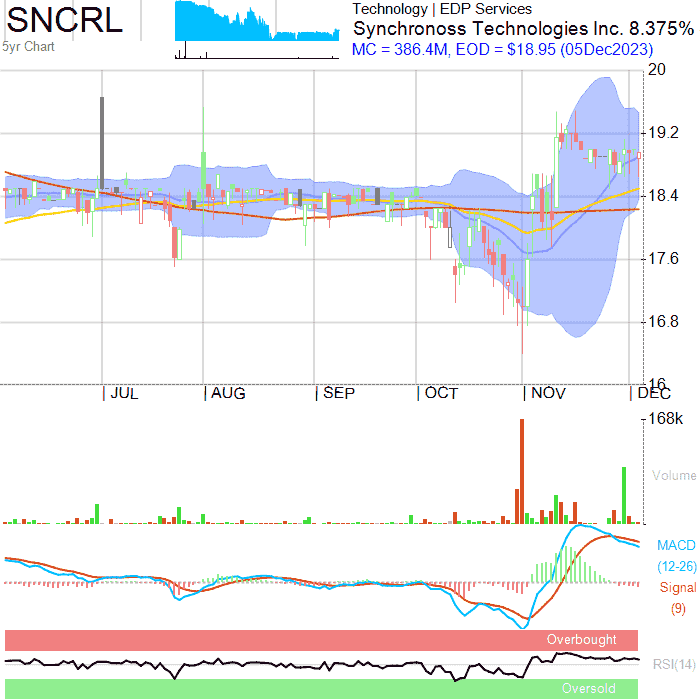 SNCRL
5yr Chart
Technology | EDP Services
Synchronoss Technologies Inc. 8.375%
MC = 386.4M, EOD = $18.95 (05Dec2023)
20
19.2
18.4
17.6
16.8
16
JUL
AUG
SEP
OCT
NOV
DEC
168k
Volume
MACD
(12-26)
Signal
(9)
Overbought
RSI(14)
Oversold